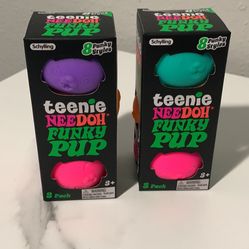 Schylling
8 Funky
Styles
teenie
NEEDOH
FUNKY
PUP
3 Pack
3+
Schylling
8 Funky
Styles
teenie
NEEDOH
FUNKY
PUP
3 Pack
3+